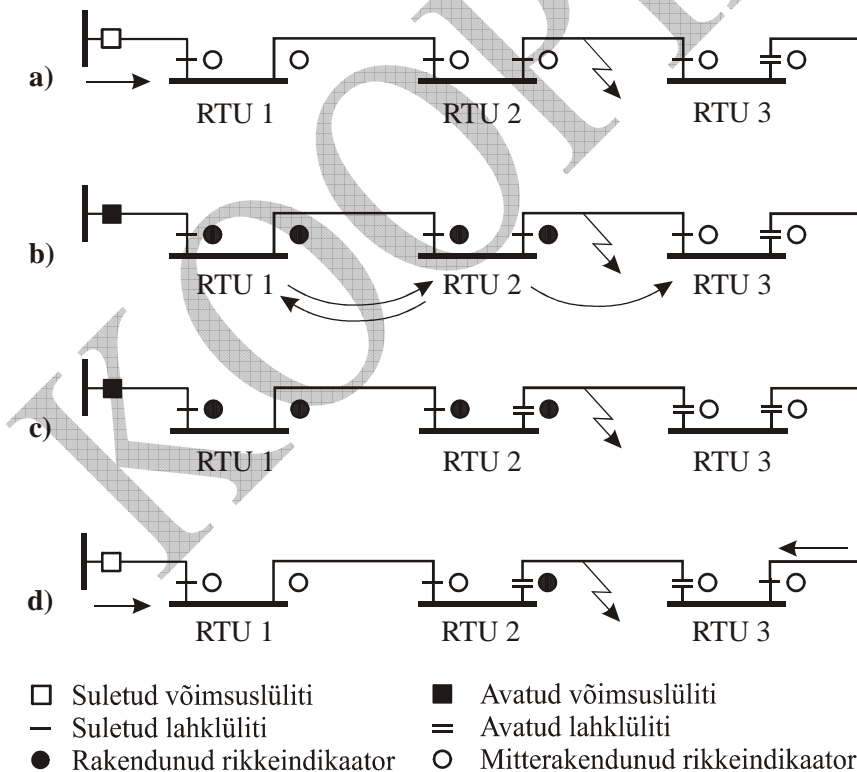 a)
RTU 1 RTU 2 RTU 3
b)
RTU 1 RTU 2 RTU 3
c)
RTU 1 RTU 2 RTU 3
d)
RTU 1 RTU 2 RTU 3
Suletud võimsuslüliti Avatud võimsuslüliti
Suletud lahklüliti Avatud lahklüliti
Rakendunud rikkeindikaator Mitterakendunud rikkeindikaator